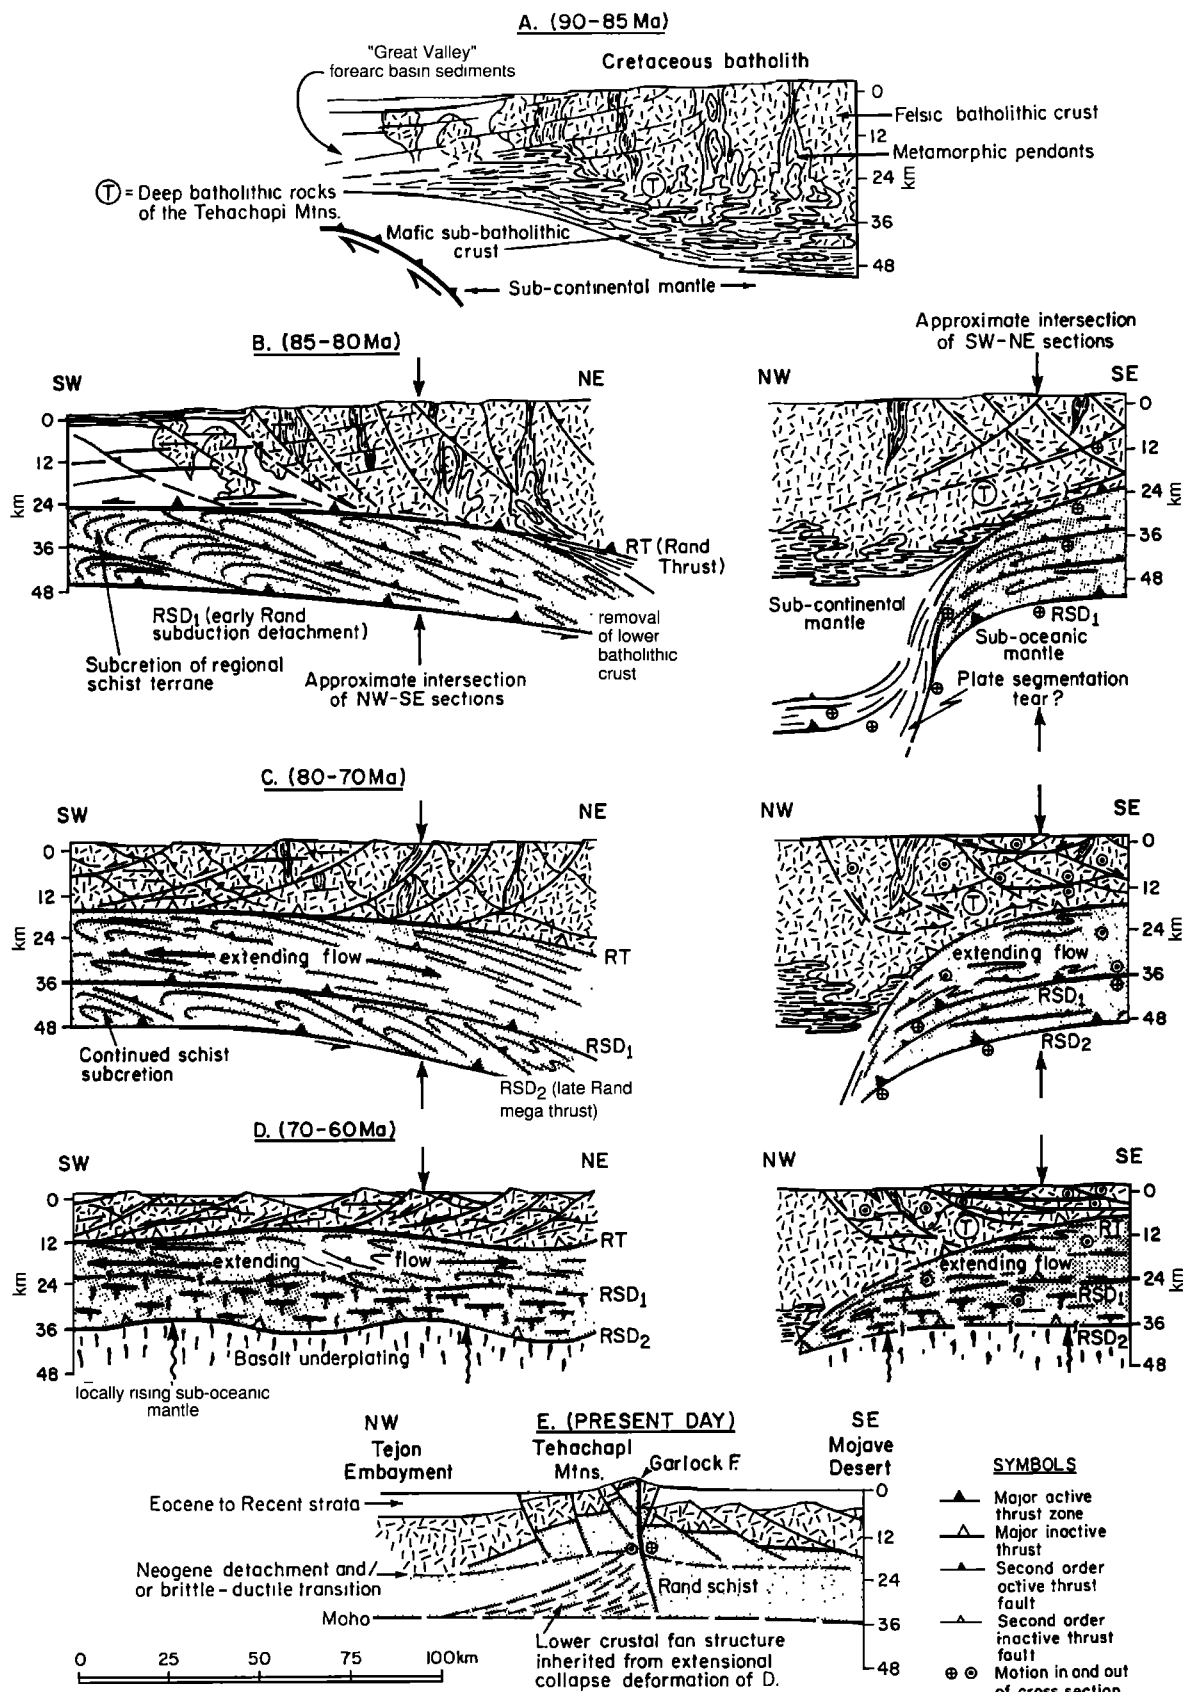 A. (90-85 Ma)
"Great Valley"
forearc basin sediments
Cretaceous batholith
0
12
24
36
48
km
Felsic batholithic crust
Metamorphic pendants
T = Deep batholithic rocks
of the Tehachapi Mtns.
T
Mafic sub-batholithic
crust
Sub-continental mantle
B. (85-80Ma)
SW
NE
0
12
24
36
48
km
RT (Rand
Thrust)
RSD1 (early Rand
subduction detachment)
Subcretion of regional
schist terrane
Approximate intersection
of NW-SE sections
removal
of lower
batholithic
crust
Approximate intersection
of SW-NE sections
NW
SE
0
12
24
36
48
km
T
Sub-continental
mantle
RSD1
Sub-oceanic
mantle
Plate segmentation
tear?
C. (80-70Ma)
SW
NE
0
12
24
36
48
km
extending flow
RT
RSD1
Continued schist
subcretion
RSD2 (late Rand
mega thrust)
NW
SE
0
12
24
36
48
km
T
extending flow
RSD1
RSD2
D. (70-60Ma)
SW
NE
0
12
24
36
48
km
RT
extending flow
RSD1
RSD2
Basalt underplating
locally rising sub-oceanic
mantle
NW
SE
0
12
24
36
48
km
T
RT
extending flow
RSD1
RSD2
E. (PRESENT DAY)
NW
Tejon
Embayment
Tehachapi
Mtns.
Garlock F.
SE
Mojave
Desert
0
12
24
36
48
km
Eocene to Recent strata
Neogene detachment and/
or brittle-ductile transition
Rand schist
Moho
Lower crustal fan structure
inherited from extensional
collapse deformation of D.
0 25 50 75 100km
SYMBOLS
Major active
thrust zone
Major inactive
thrust
Second order
active thrust
fault
Second order
inactive thrust
fault
Motion in and out
of cross section